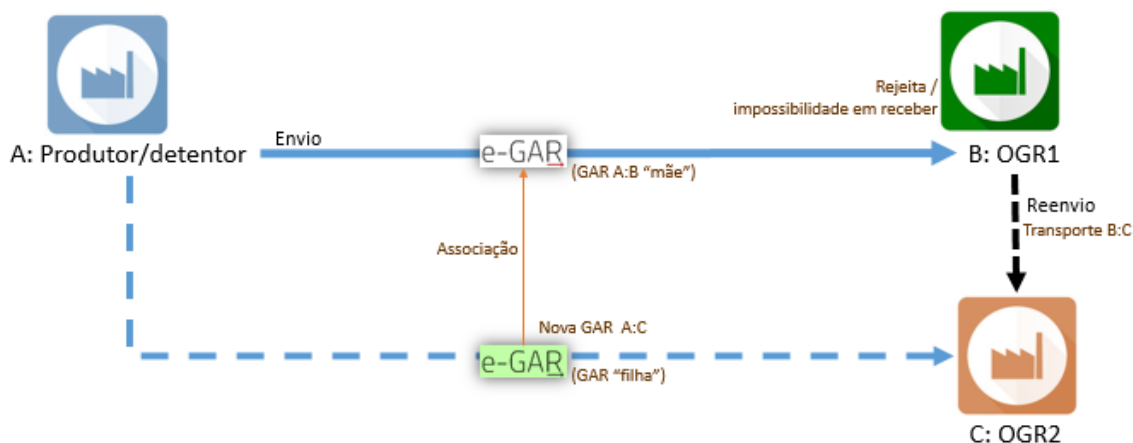 Rejeita /
impossibilidade em receber
Envio
A: Produtor/detentor
e-GAR
(GAR A:B “mãe”)
B: OGR1
Reenvio
Transporte B:C
Associação
Nova GAR A:C
e-GAR
(GAR “filha”)
C: OGR2